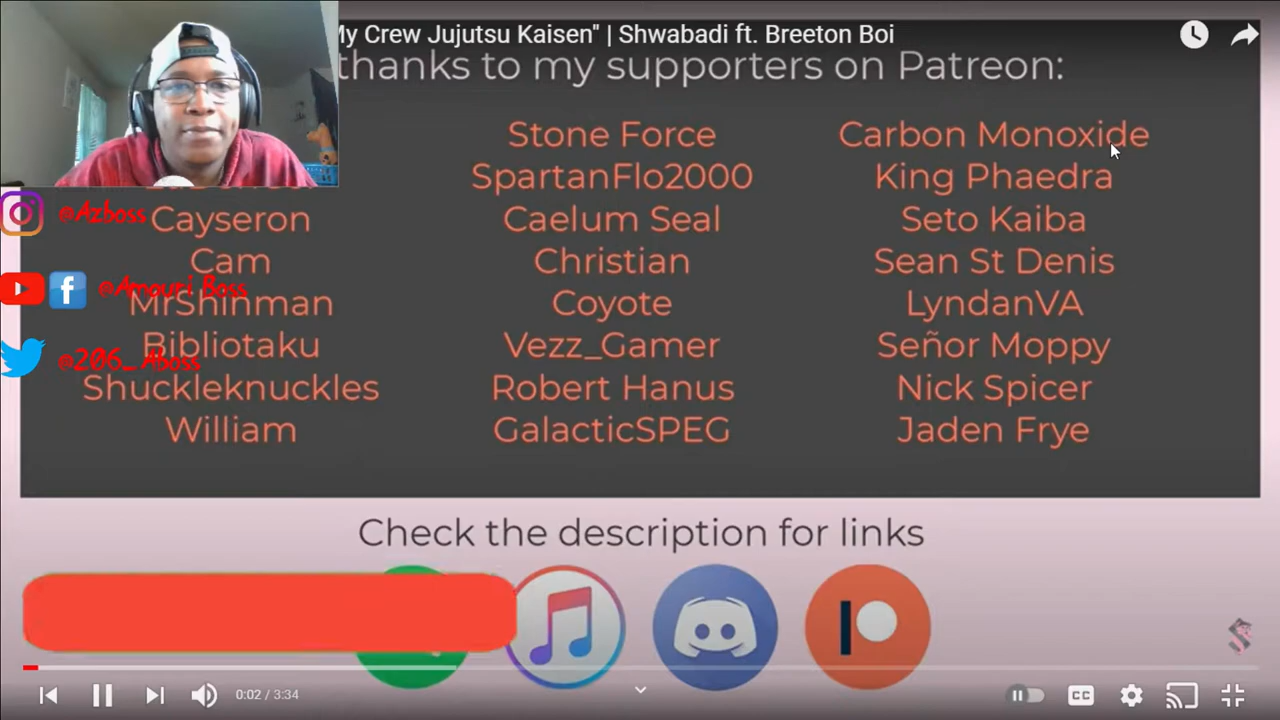 My Crew Jujutsu Kaisen" | Shwabadi ft. Breeton Boi
thanks to my supporters on Patreon:
Stone Force
Carbon Monoxide
SpartanFlo2000
King Phaedra
@Azboss
Cayseron
Caelum Seal
Seto Kaiba
Cam
Christian
Sean St Denis
@Amouri Boss
MrShinman
Coyote
LyndanVA
Bibliotaku
Vezz_Gamer
Señor Moppy
@206_Aboss
Shuckleknuckles
Robert Hanus
Nick Spicer
William
GalacticSPEG
Jaden Frye
Check the description for links
0:02 / 3:34
CC